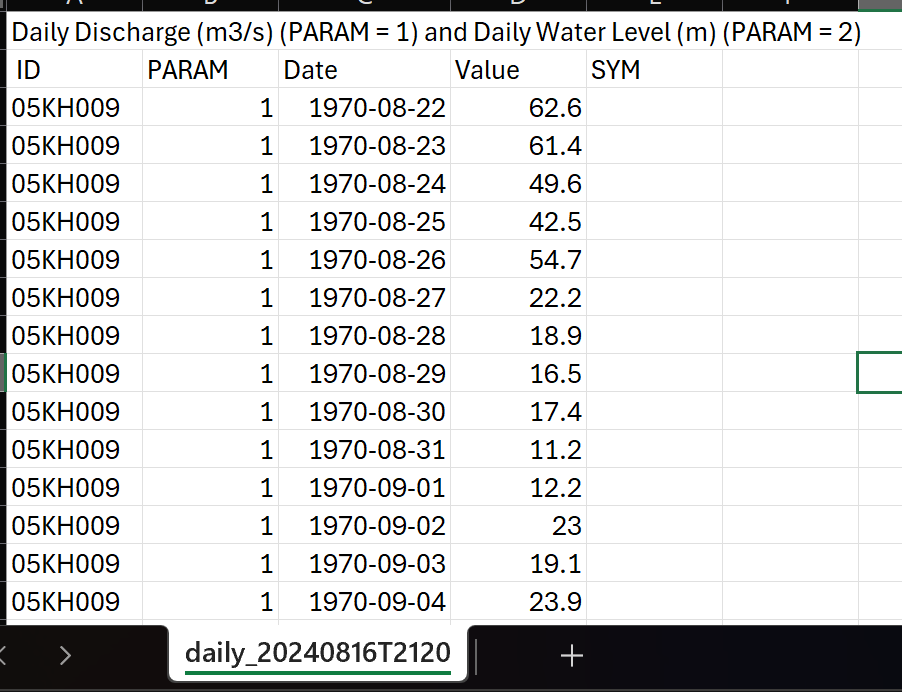 Daily Discharge (m3/s) (PARAM = 1) and Daily Water Level (m) (PARAM = 2)
ID PARAM Date Value SYM
05KH009 1 1970-08-22 62.6
05KH009 1 1970-08-23 61.4
05KH009 1 1970-08-24 49.6
05KH009 1 1970-08-25 42.5
05KH009 1 1970-08-26 54.7
05KH009 1 1970-08-27 22.2
05KH009 1 1970-08-28 18.9
05KH009 1 1970-08-29 16.5
05KH009 1 1970-08-30 17.4
05KH009 1 1970-08-31 11.2
05KH009 1 1970-09-01 12.2
05KH009 1 1970-09-02 23
05KH009 1 1970-09-03 19.1
05KH009 1 1970-09-04 23.9
daily_20240816T2120